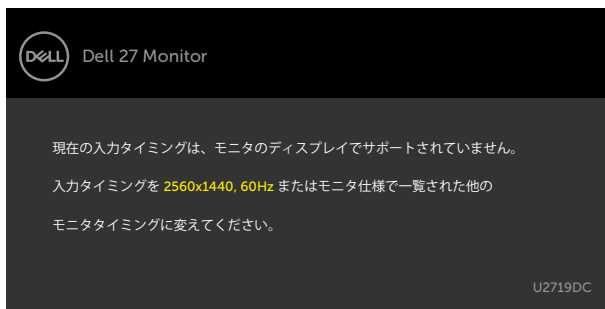 DELL Dell 27 Monitor
現在の入力タイミングは、モニタのディスプレイでサポートされていません。
入力タイミングを 2560x1440, 60Hz またはモニタ仕様で一覧された他の
モニタタイミングに変えてください。
U2719DC